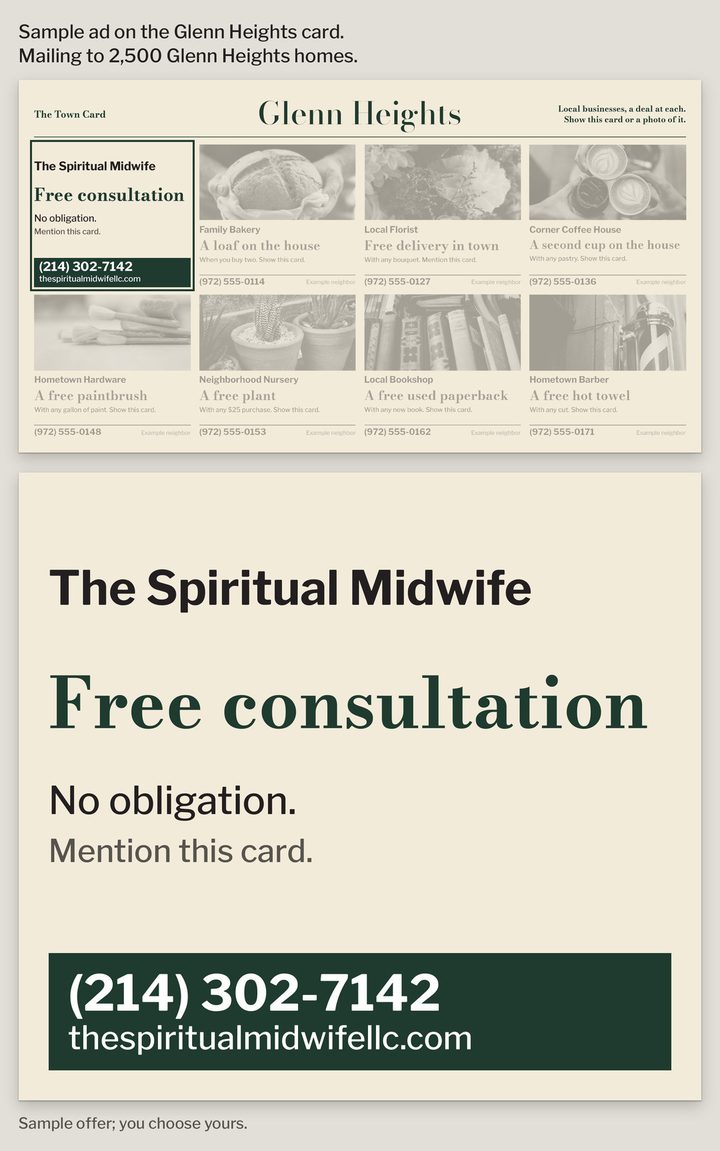 Sample ad on the Glenn Heights card.
Mailing to 2,500 Glenn Heights homes.
The Town Card
Glenn Heights
Local businesses, a deal at each.
Show this card or a photo of it.
The Spiritual Midwife
Free consultation
No obligation.
Mention this card.
(214) 302-7142
thespiritualmidwifellc.com
Family Bakery
A loaf on the house
When you buy two. Show this card.
(972) 555-0114
Example neighbor
Local Florist
Free delivery in town
With any bouquet. Mention this card.
(972) 555-0127
Example neighbor
Corner Coffee House
A second cup on the house
With any pastry. Show this card.
(972) 555-0136
Example neighbor
Hometown Hardware
A free paintbrush
With any gallon of paint. Show this card.
(972) 555-0148
Example neighbor
Neighborhood Nursery
A free plant
With any $25 purchase. Show this card.
(972) 555-0153
Example neighbor
Local Bookshop
A free used paperback
With any new book. Show this card.
(972) 555-0162
Example neighbor
Hometown Barber
A free hot towel
With any cut. Show this card.
(972) 555-0171
Example neighbor
The Spiritual Midwife
Free consultation
No obligation.
Mention this card.
(214) 302-7142
thespiritualmidwifellc.com
Sample offer; you choose yours.